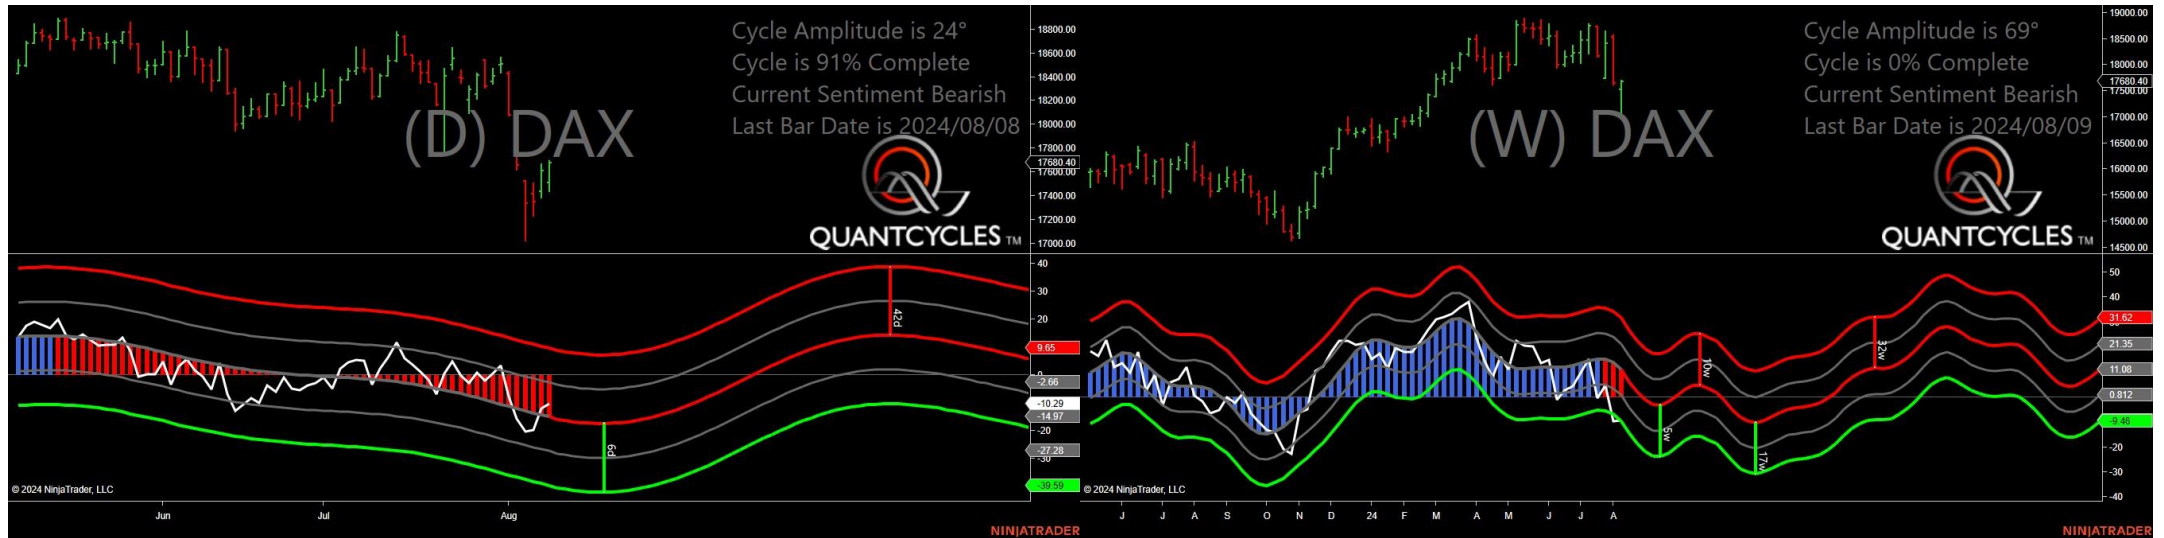 Cycle Amplitude is 24°
Cycle is 91% Complete
Current Sentiment Bearish
Last Bar Date is 2024/08/08
(D) DAX
QUANTCYCLES TM
18800.00
18600.00
18400.00
18200.00
18000.00
17800.00
17680.40
17600.00
17400.00
17200.00
17000.00
40
30
20
9.65
0
-2.66
-10.29
-14.97
-20
-27.28
-30
-39.59
42d
6d
© 2024 NinjaTrader, LLC
Jun
Jul
Aug
NINJATRADER
Cycle Amplitude is 69°
Cycle is 0% Complete
Current Sentiment Bearish
Last Bar Date is 2024/08/09
(W) DAX
QUANTCYCLES TM
19000.00
18500.00
18000.00
17680.40
17500.00
17000.00
16500.00
16000.00
15500.00
15000.00
14500.00
50
40
31.62
21.35
11.08
0.812
-9.46
-20
-30
-40
10w
32w
5w
17w
© 2024 NinjaTrader, LLC
J
J
A
S
O
N
D
24
F
M
A
M
J
J
A
NINJATRADER